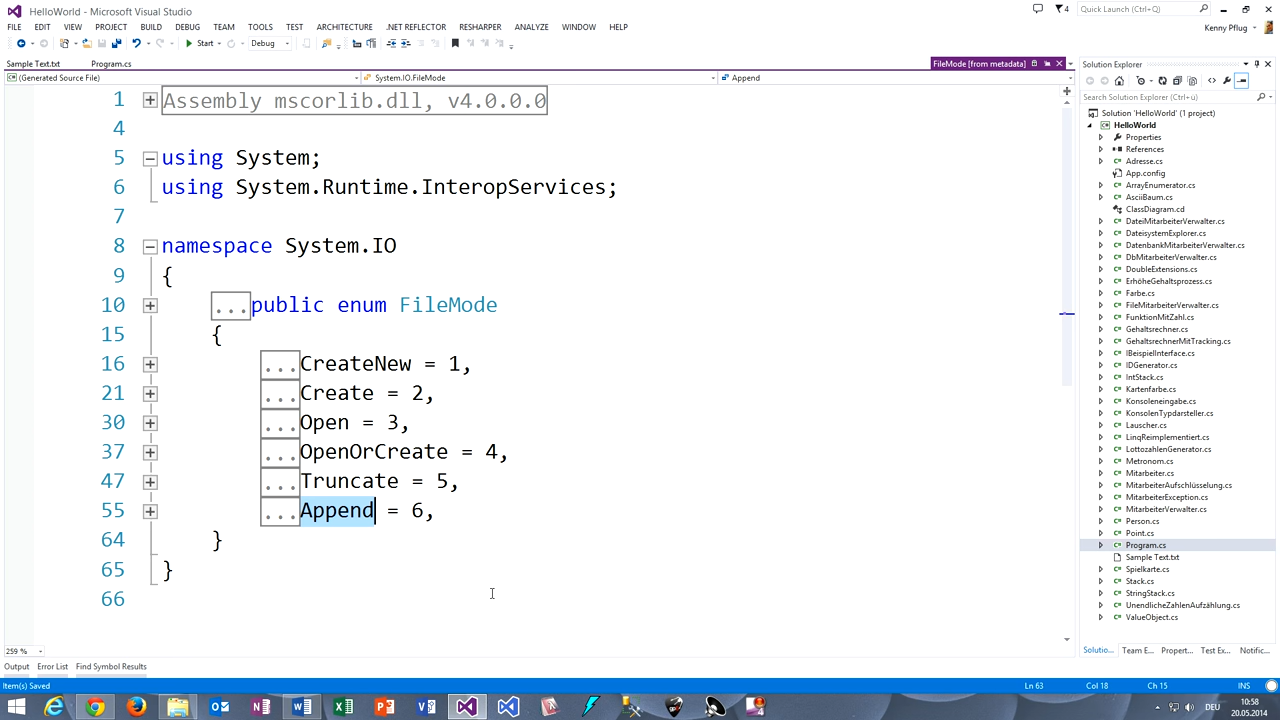 HelloWorld - Microsoft Visual Studio
4
Quick Launch (Ctrl+Q)
FILE EDIT VIEW PROJECT BUILD DEBUG TEAM TOOLS TEST ARCHITECTURE .NET REFLECTOR RESHARPER ANALYZE WINDOW HELP
Kenny Pflug
Start Debug
Sample Text.txt Program.cs
FileMode [from metadata]
(Generated Source File) System.IO.FileMode Append
1 Assembly mscorlib.dll, v4.0.0.0
4
5 using System;
6 using System.Runtime.InteropServices;
7
8 namespace System.IO
9 {
10 ...public enum FileMode
15 {
16 ...CreateNew = 1,
21 ...Create = 2,
30 ...Open = 3,
37 ...OpenOrCreate = 4,
47 ...Truncate = 5,
55 ...Append = 6,
64 }
65 }
66
259 %
Solution Explorer
Search Solution Explorer (Ctrl+ü)
Solution 'HelloWorld' (1 project)
HelloWorld
Properties
References
Adresse.cs
App.config
ArrayEnumerator.cs
AsciiBaum.cs
ClassDiagram.cd
DateiMitarbeiterVerwalter.cs
DateisystemExplorer.cs
DatenbankMitarbeiterVerwalter.cs
DbMitarbeiterVerwalter.cs
DoubleExtensions.cs
ErhöheGehaltsprozess.cs
Farbe.cs
FileMitarbeiterVerwalter.cs
FunktionMitZahl.cs
Gehaltsrechner.cs
GehaltsrechnerMitTracking.cs
IBeispielInterface.cs
IDGenerator.cs
IntStack.cs
Kartenfarbe.cs
Konsoleneingabe.cs
KonsolenTypdarsteller.cs
Lauscher.cs
LinqReimplementiert.cs
LottozahlenGenerator.cs
Metronom.cs
Mitarbeiter.cs
MitarbeiterAufschlüsselung.cs
MitarbeiterException.cs
MitarbeiterVerwalter.cs
Person.cs
Point.cs
Program.cs
Sample Text.txt
Spielkarte.cs
Stack.cs
StringStack.cs
UnendlicheZahlenAufzählung.cs
ValueObject.cs
Solutio... Team E... Propert... Test Ex... Notific...
Output Error List Find Symbol Results
Item(s) Saved Ln 63 Col 18 Ch 15 INS
DEU
10:58
20.05.2014